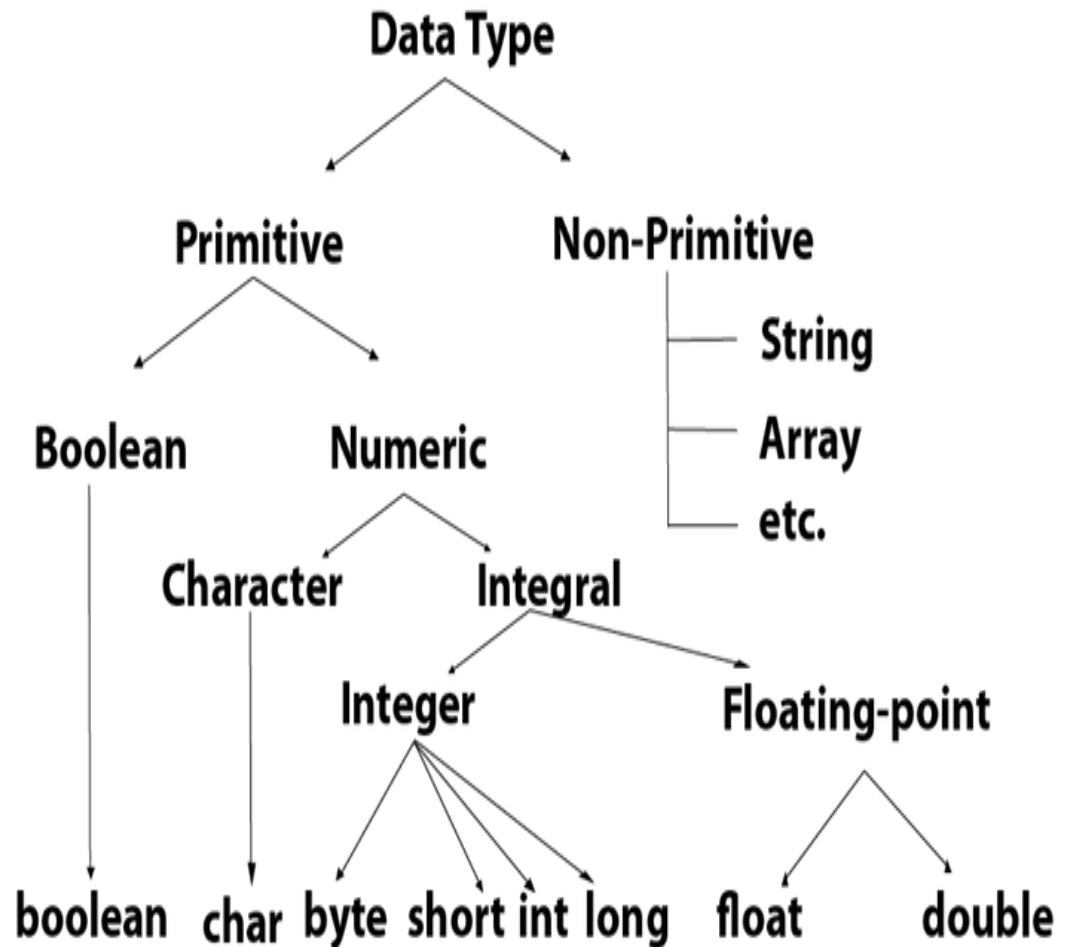 Data Type
Primitive
Non-Primitive
String
Array
etc.
Boolean
Numeric
Character
Integral
Integer
Floating-point
boolean char byte short int long float double